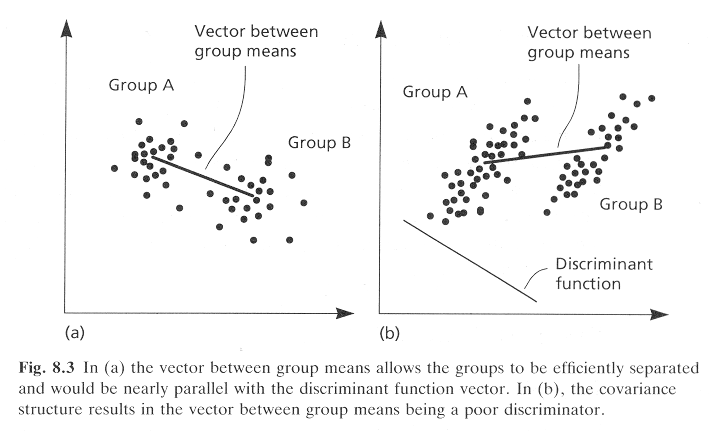 Vector between
group means
Group A
Group B
(a)
Vector between
group means
Group A
Group B
Discriminant
function
(b)
Fig. 8.3 In (a) the vector between group means allows the groups to be efficiently separated
and would be nearly parallel with the discriminant function vector. In (b), the covariance
structure results in the vector between group means being a poor discriminator.